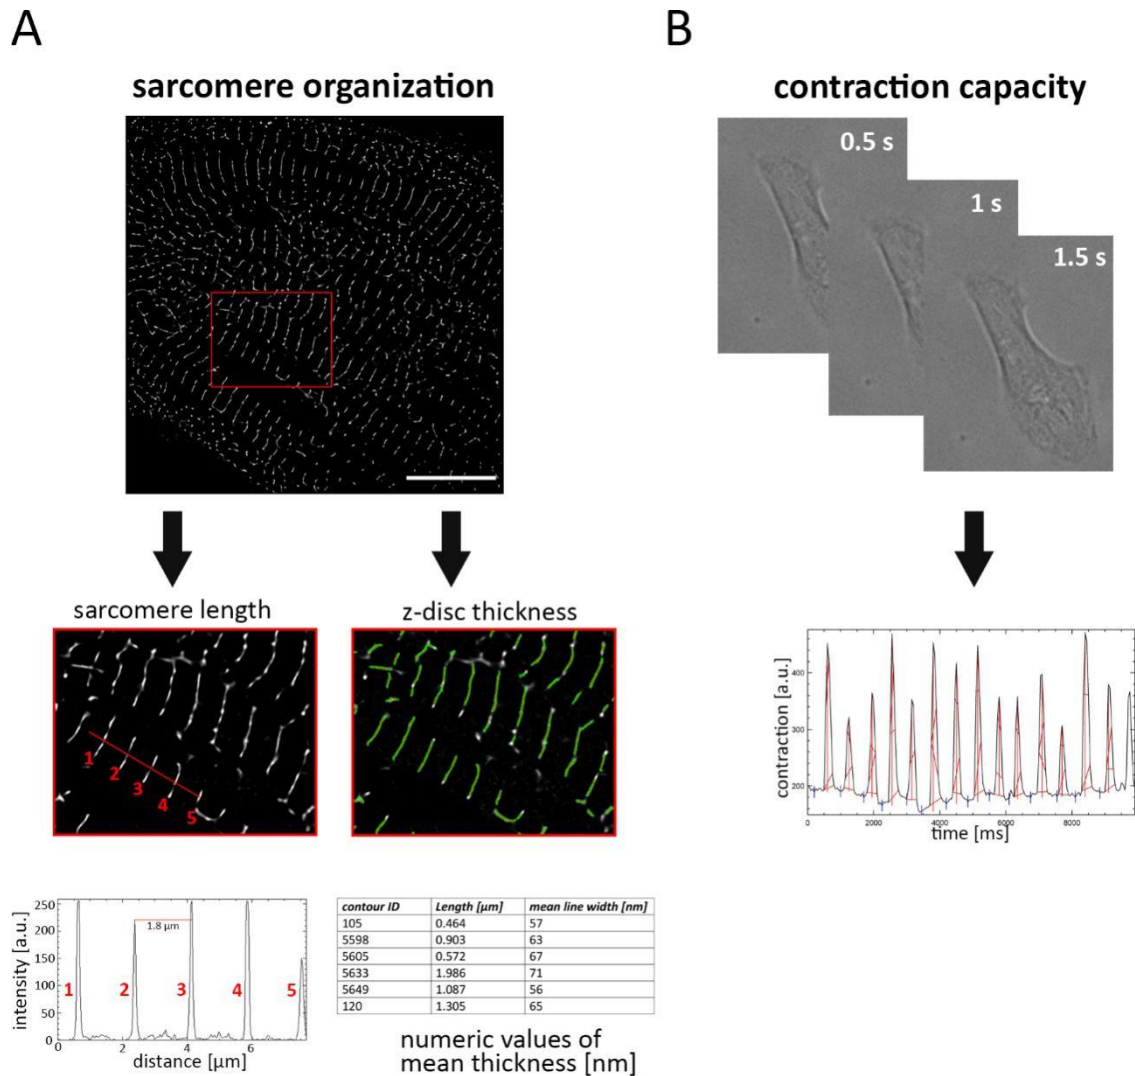 A
sarcomere organization
sarcomere length
z-disc thickness
1
2
3
4
5
intensity [a.u.]
250
200
150
100
50
0
1.8 µm
1
2
3
4
5
0
2
4
6
distance [µm]
contour ID Length [µm] mean line width [nm]
105 0.464 57
5598 0.903 63
5605 0.572 67
5633 1.986 71
5649 1.087 56
120 1.305 65
numeric values of
mean thickness [nm]
B
contraction capacity
0.5 s
1 s
1.5 s
contraction [a.u.]
400
300
200
0
2000
4000
6000
8000
time [ms]